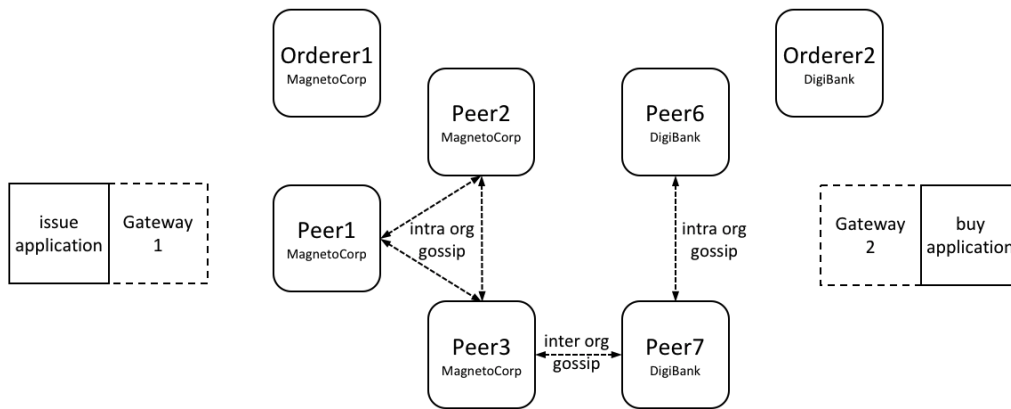 Orderer1
MagnetoCorp
Orderer2
DigiBank
Peer2
MagnetoCorp
Peer6
DigiBank
issue
application
Gateway
1
Peer1
MagnetoCorp
intra org
gossip
intra org
gossip
Gateway
2
buy
application
Peer3
MagnetoCorp
inter org
gossip
Peer7
DigiBank